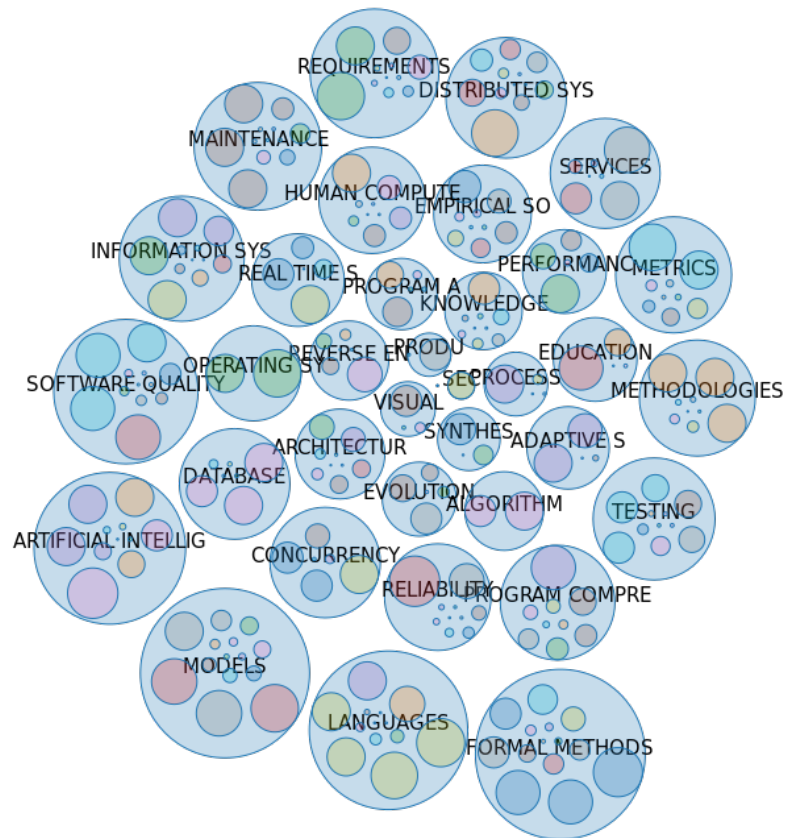 REQUIREMENTS
DISTRIBUTED SYS
MAINTENANCE
SERVICES
HUMAN COMPUTE
EMPIRICAL SO
INFORMATION SYS
REAL TIME S
PERFORMANC
METRICS
PROGRAM A
KNOWLEDGE
PRODU
REVERSE EN
EDUCATION
OPERATING SY
SEC
PROCESS
SOFTWARE QUALITY
METHODOLOGIES
VISUAL
SYNTHES
ADAPTIVE S
ARCHITECTUR
DATABASE
EVOLUTION
ALGORITHM
TESTING
ARTIFICIAL INTELLIG
CONCURRENCY
RELIABILITY
PROGRAM COMPRE
MODELS
LANGUAGES
FORMAL METHODS